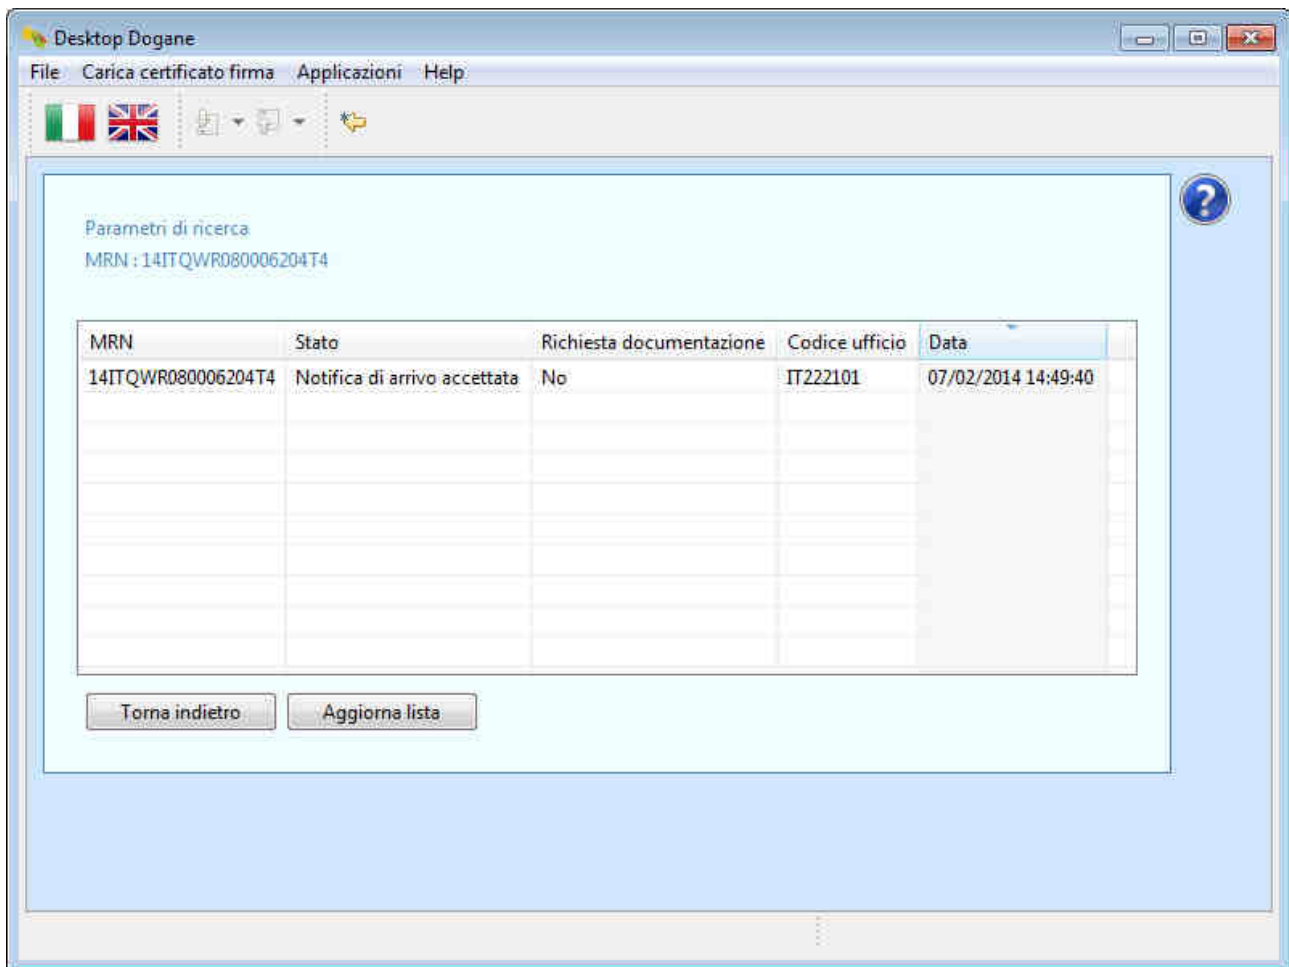 Desktop Dogane
File Carica certificato firma Applicazioni Help
Parametri di ricerca
MRN : 14ITQWR080006204T4
MRN Stato Richiesta documentazione Codice ufficio Data
14ITQWR080006204T4 Notifica di arrivo accettata No IT222101 07/02/2014 14:49:40
Torna indietro Aggiorna lista